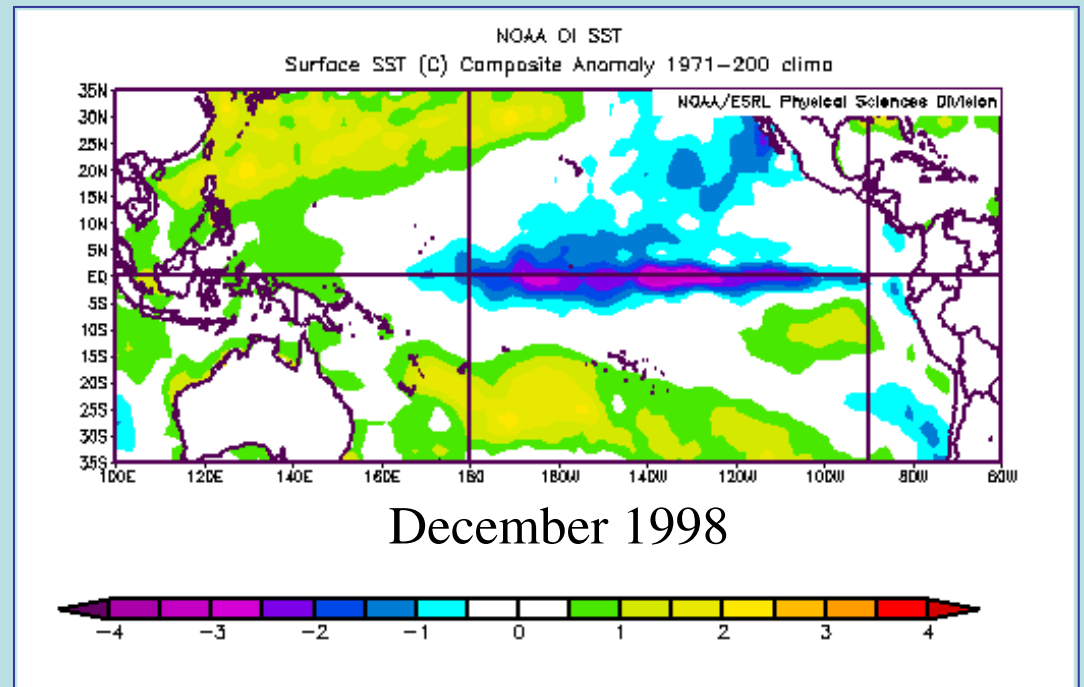 NOAA OI SST
Surface SST (C) Composite Anomaly 1971-200 clima
NOAA/ESRL Physical Sciences Division
35N
30N
25N
20N
15N
10N
5N
EQ
5S
10S
15S
20S
25S
30S
35S
100E 120E 140E 160 180 160W 140W 120W 100W 80W 60W
December 1998
-4 -3 -2 -1 0 1 2 3 4